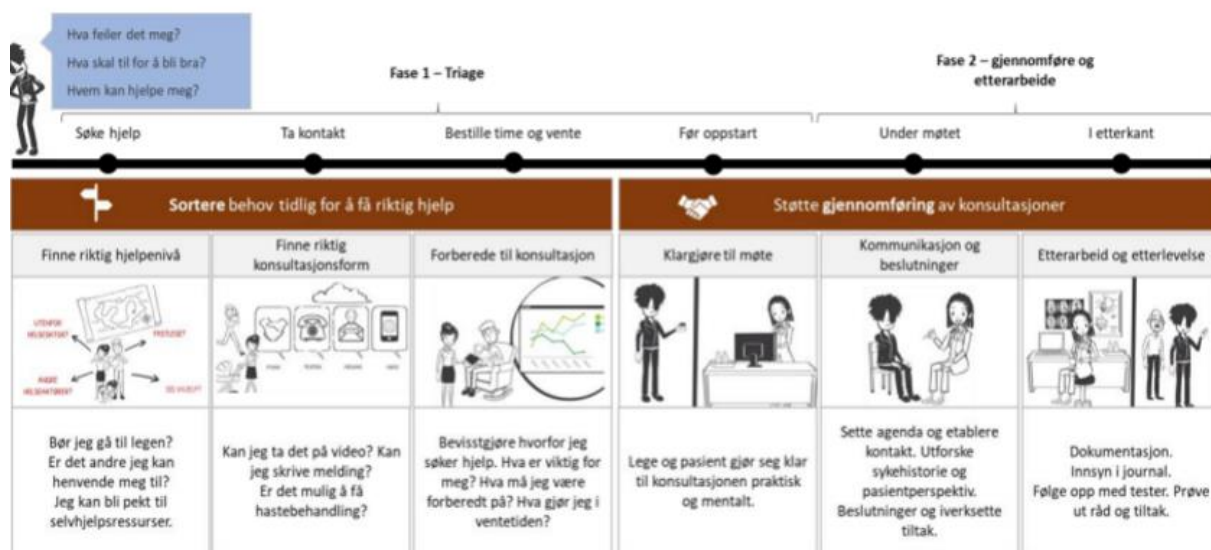 Hva feiler det meg?
Hva skal til for å bli bra?
Hvem kan hjelpe meg?
Fase 1 – Triage
Fase 2 – gjennomføre og
etterarbeide
Søke hjelp
Ta kontakt
Bestille time og vente
Før oppstart
Under møtet
I etterkant
Sortere behov tidlig for å få riktig hjelp
Støtte gjennomføring av konsultasjoner
Finne riktig hjelpenivå
Finne riktig
konsultasjonsform
Forberede til konsultasjon
Klargjøre til møte
Kommunikasjon og
beslutninger
Etterarbeid og etterlevelse
UTENFOR
HELSESEKTOR?
FASTLEGE?
ANDRE
HELSEAKTØRER?
Bør jeg gå til legen?
Er det andre jeg kan
henvende meg til?
Jeg kan bli pekt til
selvhjelpsressurser.
Kan jeg ta det på video? Kan
jeg skrive melding?
Er det mulig å få
hastebehandling?
Bevisstgjøre hvorfor jeg
søker hjelp. Hva er viktig for
meg? Hva må jeg være
forberedt på? Hva gjør jeg i
ventetiden?
Lege og pasient gjør seg klar
til konsultasjonen praktisk
og mentalt.
Sette agenda og etablere
kontakt. Utforske
sykehistorie og
pasientperspektiv.
Beslutninger og iverksette
tiltak.
Dokumentasjon.
Innsyn i journal.
Følge opp med tester. Prøve
ut råd og tiltak.